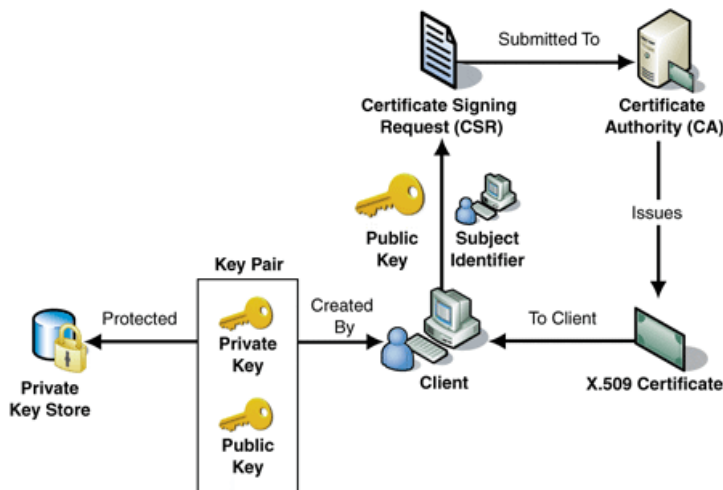 Submitted To
Certificate Signing
Request (CSR)
Certificate
Authority (CA)
Issues
Public
Key
Subject
Identifier
Key Pair
Protected
Created
By
Private
Key
To Client
Private
Key Store
Client
X.509 Certificate
Public
Key